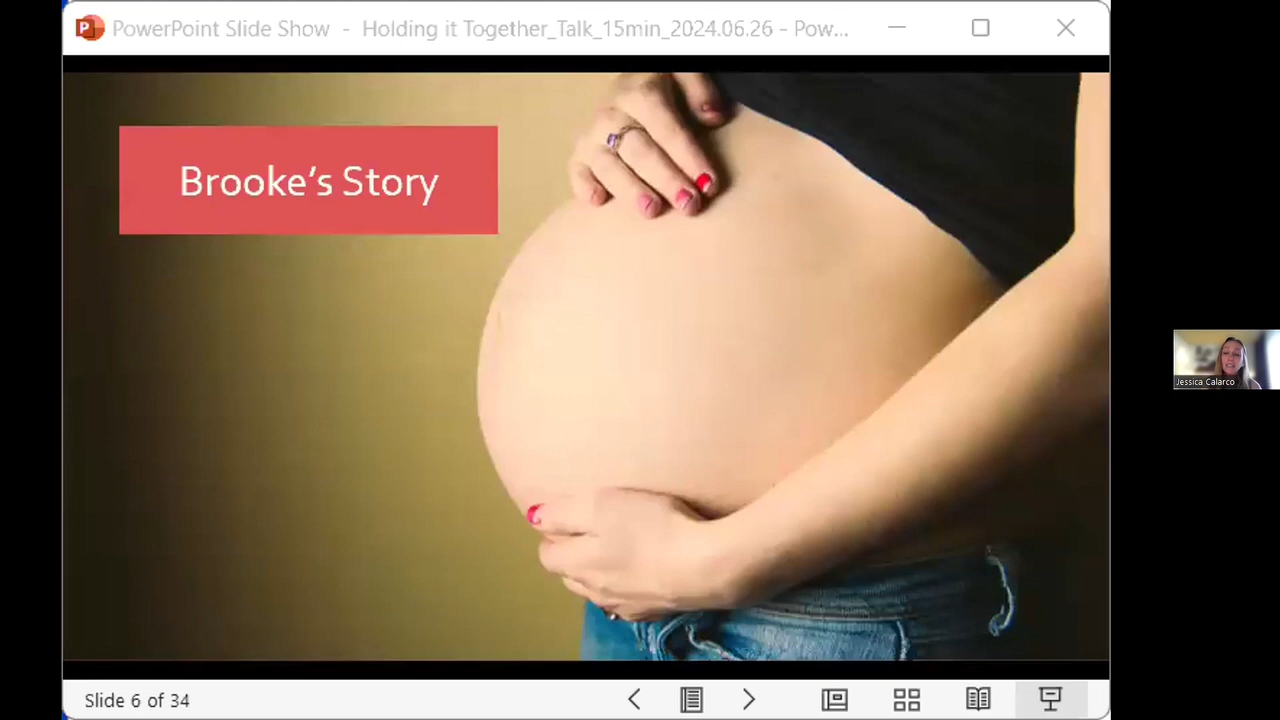 PowerPoint Slide Show - Holding it Together_Talk_15min_2024.06.26 - Pow...
Brooke's Story
Jessica Calarco
Slide 6 of 34